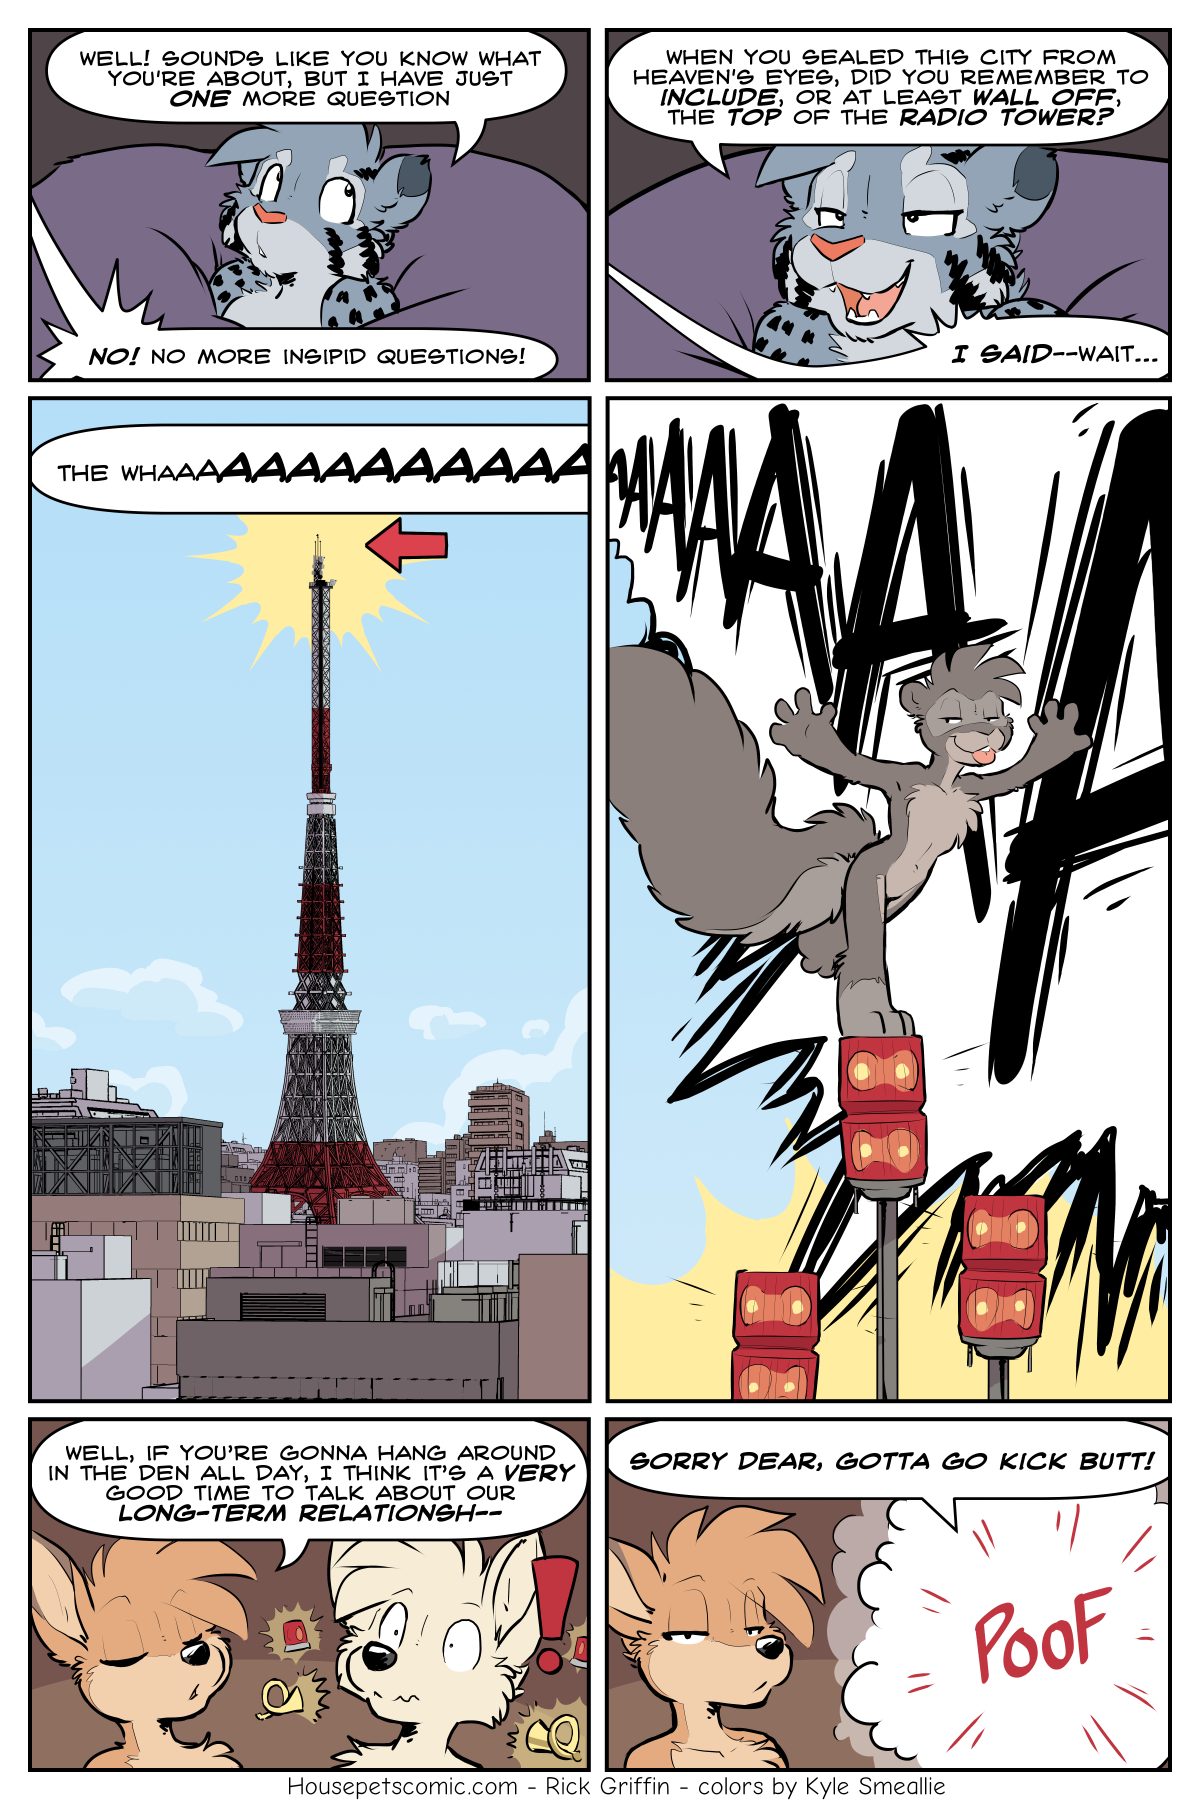 WELL! SOUNDS LIKE YOU KNOW WHAT
YOU'RE ABOUT, BUT I HAVE JUST
ONE MORE QUESTION
NO! NO MORE INSIPID QUESTIONS!
WHEN YOU SEALED THIS CITY FROM
HEAVEN'S EYES, DID YOU REMEMBER TO
INCLUDE, OR AT LEAST WALL OFF,
THE TOP OF THE RADIO TOWER?
I SAID--WAIT...
THE WHAAAAAAAAAAAAAA
AAAAAAA
WELL, IF YOU'RE GONNA HANG AROUND
IN THE DEN ALL DAY, I THINK IT'S A VERY
GOOD TIME TO TALK ABOUT OUR
LONG-TERM RELATIONSH--
!
SORRY DEAR, GOTTA GO KICK BUTT!
POOF
Housepetscomic.com - Rick Griffin - colors by Kyle Smeallie